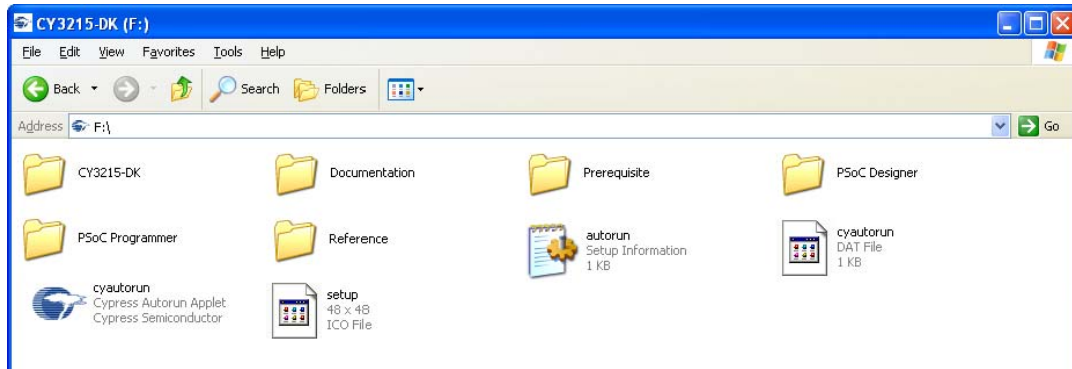 CY3215-DK (F:)
File Edit View Favorites Tools Help
Back Search Folders
Address F:\ Go
CY3215-DK
Documentation
Prerequisite
PSoC Designer
PSoC Programmer
Reference
autorun
Setup Information
1 KB
cyautorun
DAT File
1 KB
cyautorun
Cypress Autorun Applet
Cypress Semiconductor
setup
48 x 48
ICO File